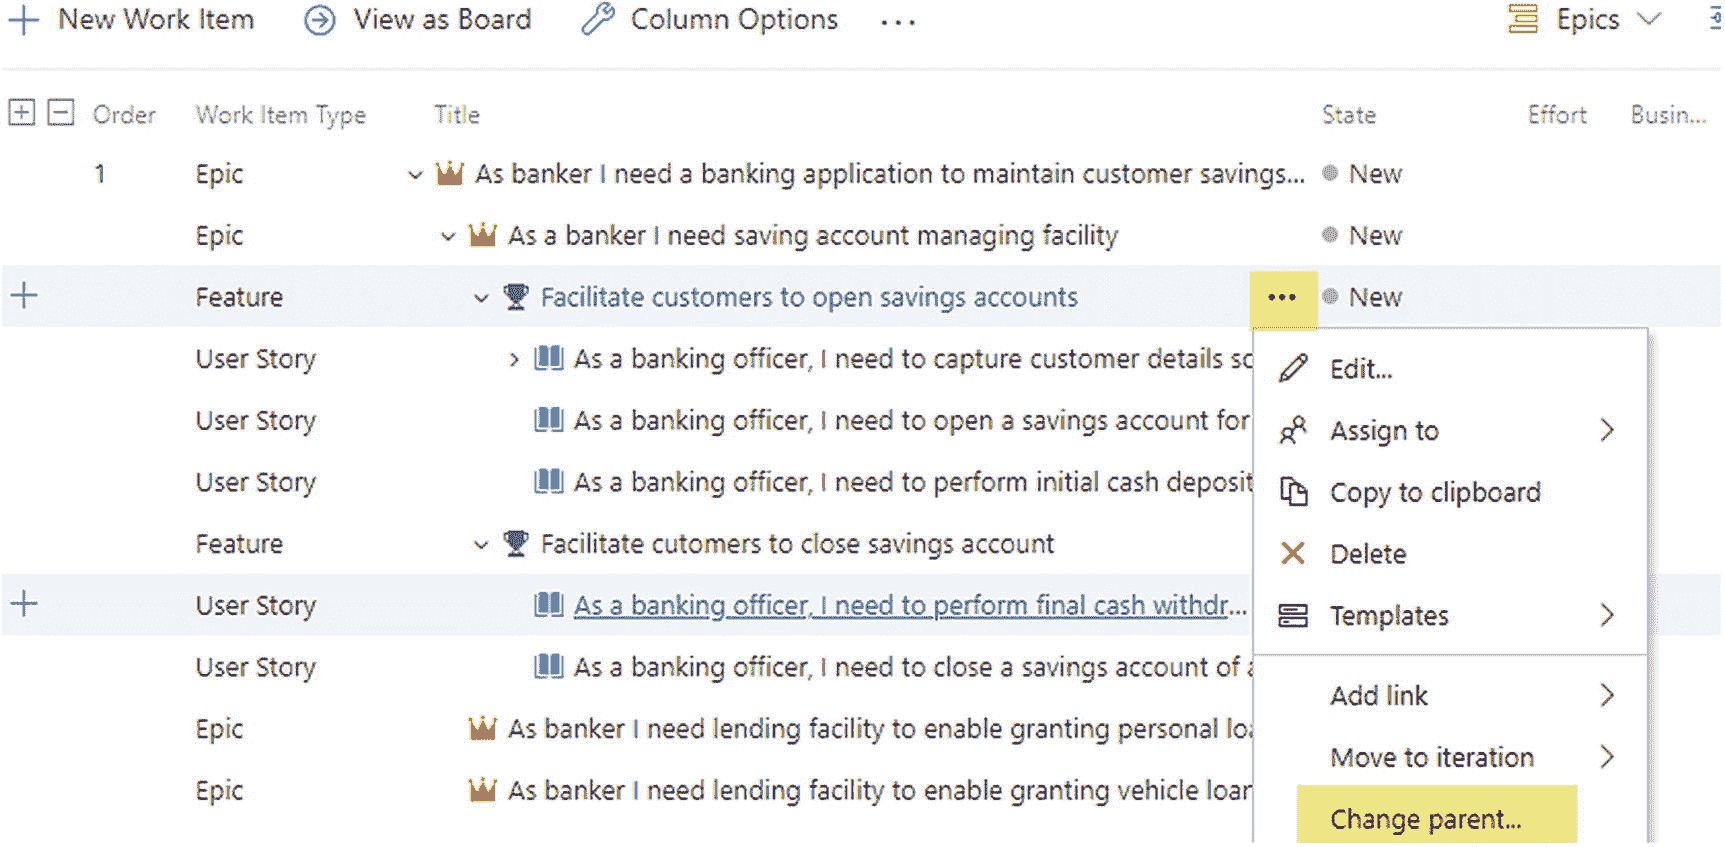 New Work Item View as Board Column Options ... Epics
Order Work Item Type Title State Effort Busin...
1 Epic As banker I need a banking application to maintain customer savings... New
Epic As a banker I need saving account managing facility New
Feature Facilitate customers to open savings accounts ... New
User Story As a banking officer, I need to capture customer details
Edit...
User Story As a banking officer, I need to open a savings account for
Assign to
User Story As a banking officer, I need to perform initial cash deposit
Copy to clipboard
Feature Facilitate cutomers to close savings account
Delete
User Story As a banking officer, I need to perform final cash withdr...
Templates
User Story As a banking officer, I need to close a savings account of
Add link
Epic As banker I need lending facility to enable granting personal
Move to iteration
Epic As banker I need lending facility to enable granting vehicle loan
Change parent...